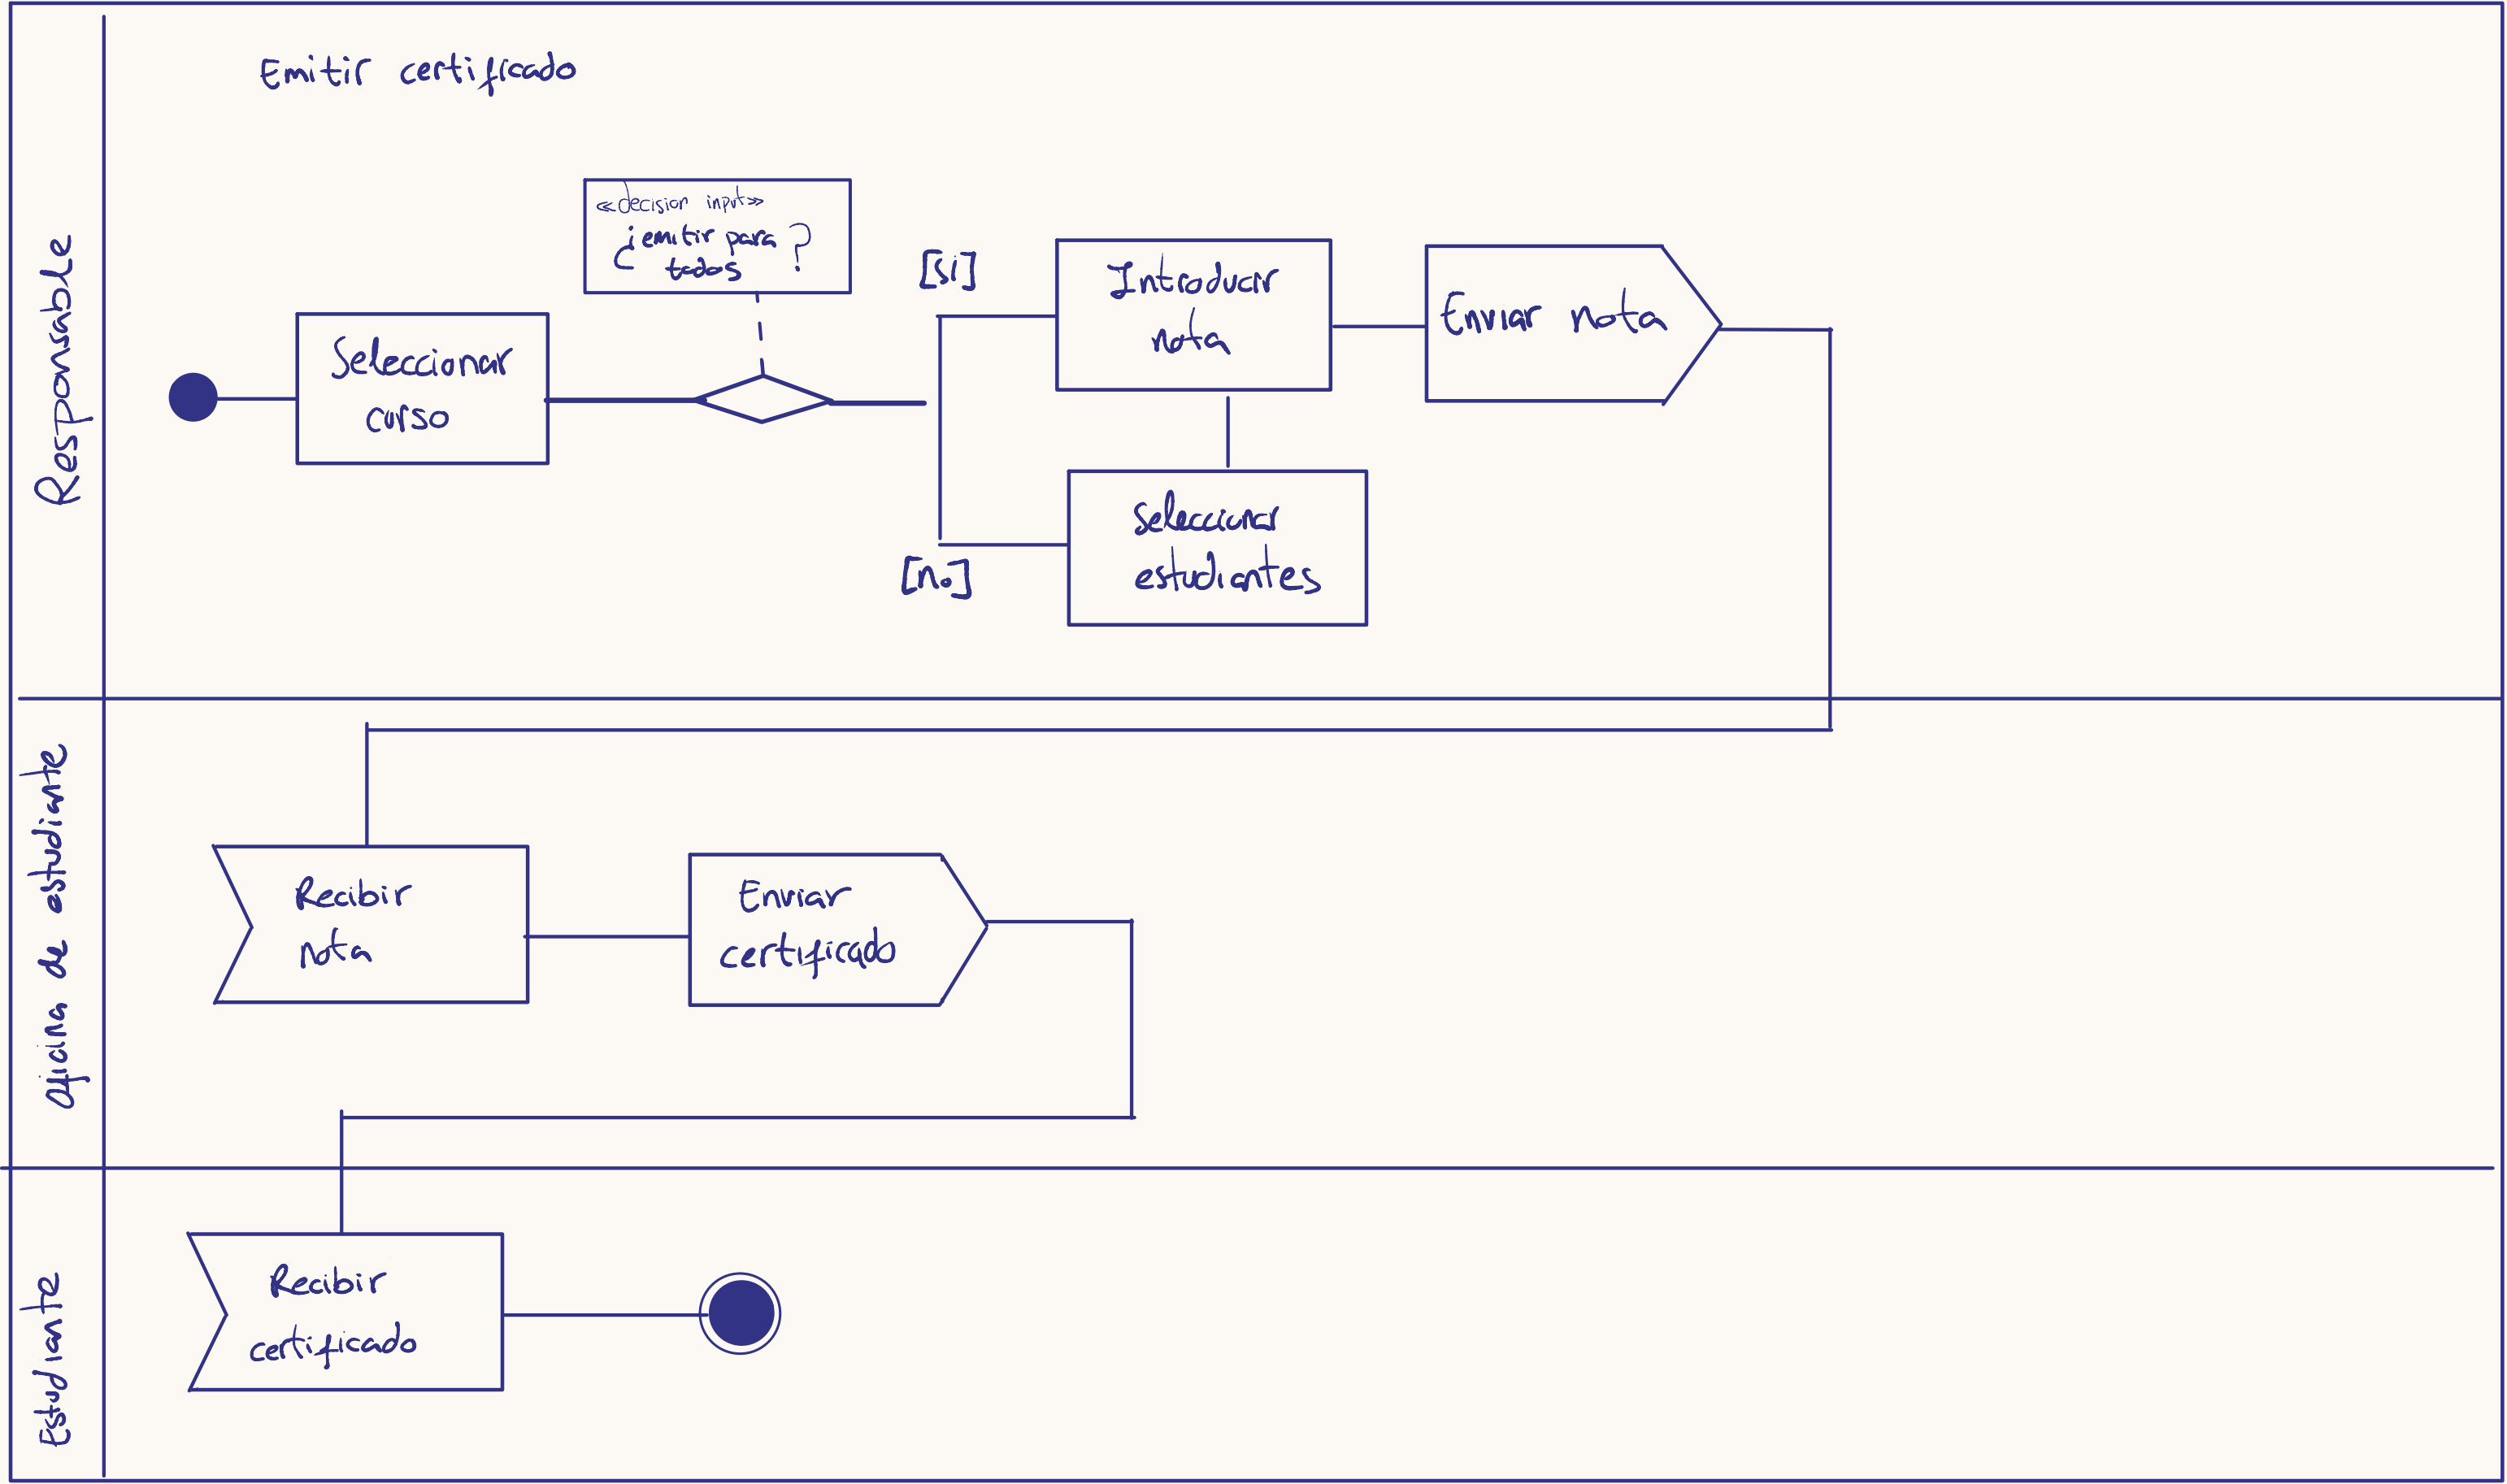 Emitir certificado
Responsable
«decision input»
¿emitir para
todos?
Seleccionar
curso
[si]
Introducir
nota
Enviar nota
[no]
Seleccionar
estudiantes
Oficina de estudiante
Recibir
nota
Enviar
certificado
Estudiante
Recibir
certificado